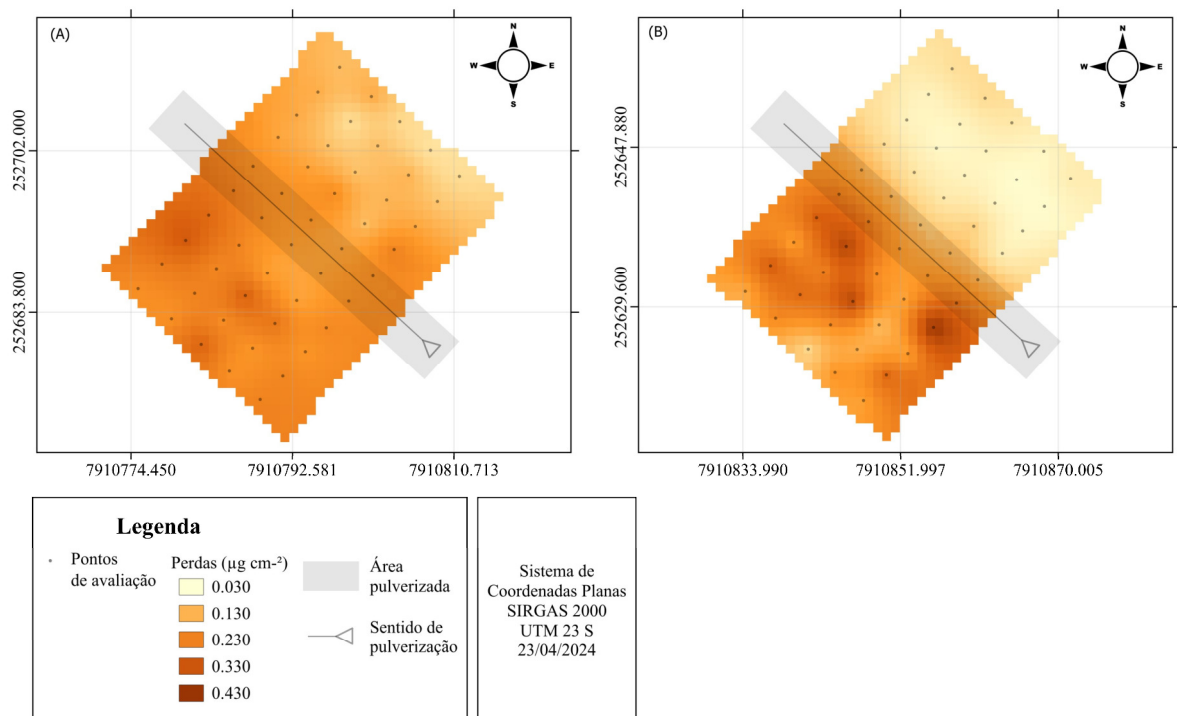 (A)
N
W E
S
252702.000
252683.800
7910774.450 7910792.581 7910810.713
(B)
N
W E
S
252647.880
252629.600
7910833.990 7910851.997 7910870.005
Legenda
Pontos
de avaliação
Perdas (µg cm-²)
0.030
0.130
0.230
0.330
0.430
Área
pulverizada
Sentido de
pulverização
Sistema de
Coordenadas Planas
SIRGAS 2000
UTM 23 S
23/04/2024